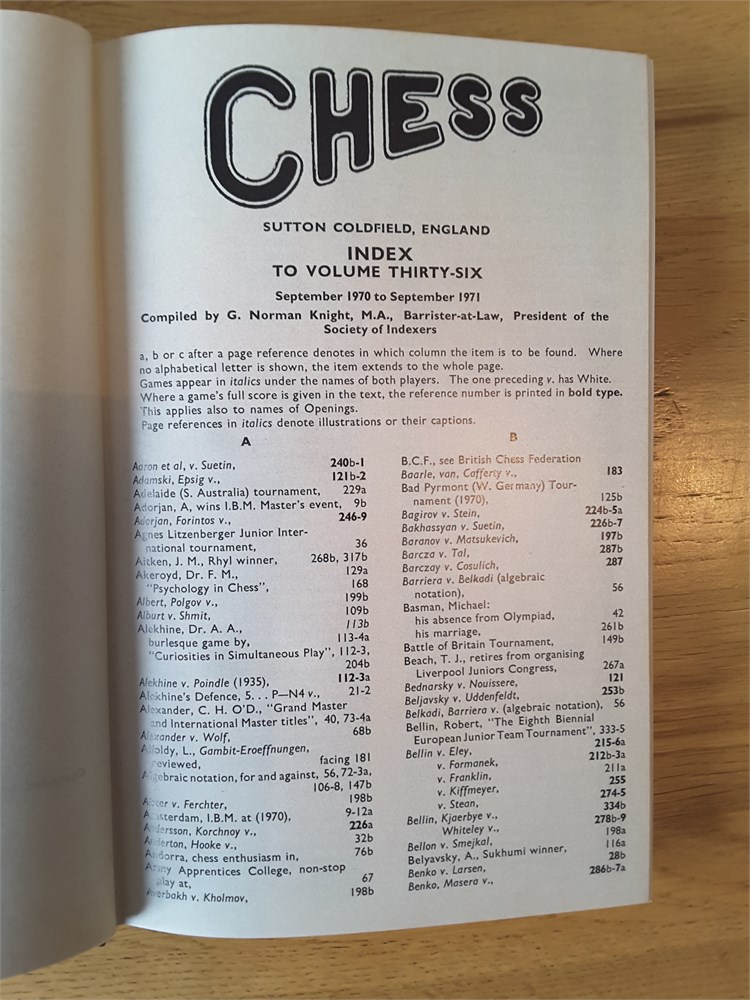 CHESS
SUTTON COLDFIELD, ENGLAND
INDEX
TO VOLUME THIRTY-SIX
September 1970 to September 1971
Compiled by G. Norman Knight, M.A., Barrister-at-Law, President of the
Society of Indexers
a, b or c after a page reference denotes in which column the item is to be found. Where
no alphabetical letter is shown, the item extends to the whole page.
Games appear in italics under the names of both players. The one preceding v. has White.
Where a game's full score is given in the text, the reference number is printed in bold type.
This applies also to names of Openings.
Page references in italics denote illustrations or their captions.
A
Aaron et al, v. Suetin, 240b-1
Adamski, Epsig v., 121b-2
Adelaide (S. Australia) tournament, 229a
Adorjan, A, wins I.B.M. Master's event, 9b
Adorjan, Forintos v., 246-9
Agnes Litzenberger Junior Inter-
national tournament, 36
Aitken, J. M., Rhyl winner, 268b, 317b
Akeroyd, Dr. F. M., 129a
"Psychology in Chess", 168
Albert, Polgov v., 199b
Alburt v. Shmit, 109b
Alekhine, Dr. A. A., 113b
burlesque game by, 113-4a
"Curiosities in Simultaneous Play", 112-3,
204b
Alekhine v. Poindle (1935), 112-3a
Alekhine's Defence, 5. . . P—N4 v., 21-2
Alexander, C. H. O'D., "Grand Master
and International Master titles", 40, 73-4a
Alexander v. Wolf, 68b
Alfoldy, L., Gambit-Eroeffnungen,
reviewed, facing 181
Algebraic notation, for and against, 56, 72-3a,
106-8, 147b
v. Ferchter, 198b
Amsterdam, I.B.M. at (1970), 9-12a
Andersson, Korchnoy v., 226a
Anderton, Hooke v., 32b
Andorra, chess enthusiasm in, 76b
Army Apprentices College, non-stop
play at, 67
Averbakh v. Kholmov, 198b
B
B.C.F., see British Chess Federation
Baarle, van, Cafferty v., 183
Bad Pyrmont (W. Germany) Tour-
nament (1970), 125b
Bagirov v. Stein, 224b-5a
Bakhassyan v. Suetin, 226b-7
Baranov v. Matsukevich, 197b
Barcza v. Tal, 287b
Barczay v. Cosulich, 287
Barriera v. Belkadi (algebraic
notation), 56
Basman, Michael:
his absence from Olympiad, 42
his marriage, 261b
Battle of Britain Tournament, 149b
Beach, T. J., retires from organising
Liverpool Juniors Congress, 267a
Bednarsky v. Nouissere, 121
Beljavsky v. Uddenfeldt, 253b
Belkadi, Barriera v. (algebraic notation), 56
Bellin, Robert, "The Eighth Biennial
European Junior Team Tournament", 333-5
Bellin v. Eley, 215-6a
v. Formanek, 212b-3a
v. Franklin, 211a
v. Kiffmeyer, 255
v. Stean, 274-5
Bellin, Kjaerbye v., 334b
Whiteley v., 278b-9
Bellon v. Smejkal, 198a
Belyavsky, A., Sukhumi winner, 116a
Benko v. Larsen, 28b
Benko, Masera v., 286b-7a